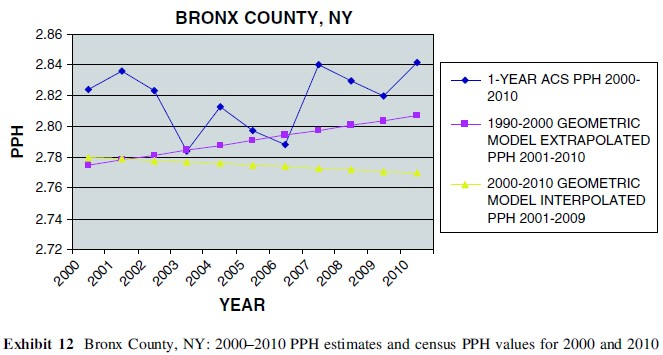 BRONX COUNTY, NY
2.86
2.84
2.82
2.80
2.78
2.76
2.74
2.72
PPH
2000
2001
2002
2003
2004
2005
2006
2007
2008
2009
2010
YEAR
1-YEAR ACS PPH 2000-
2010
1990-2000 GEOMETRIC
MODEL EXTRAPOLATED
PPH 2001-2010
2000-2010 GEOMETRIC
MODEL INTERPOLATED
PPH 2001-2009
Exhibit 12 Bronx County, NY: 2000–2010 PPH estimates and census PPH values for 2000 and 2010